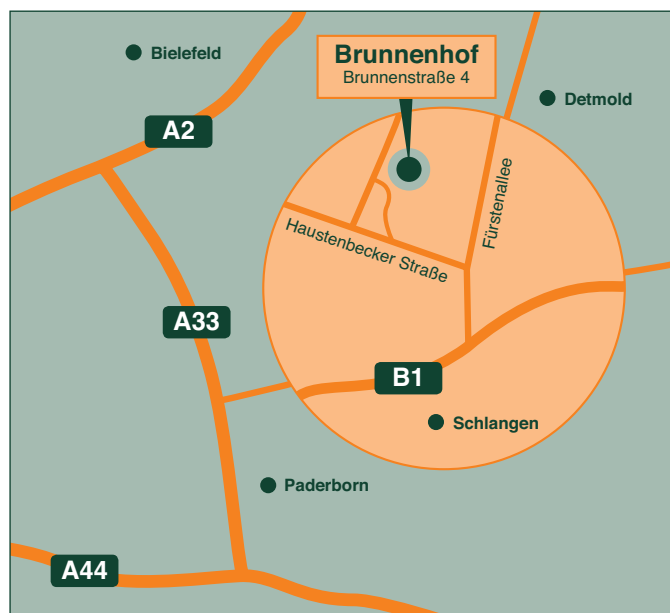 Bielefeld
Brunnenhof
Brunnenstraße 4
Detmold
A2
Fürstenallee
Haustenbecker Straße
A33
B1
Schlangen
Paderborn
A44